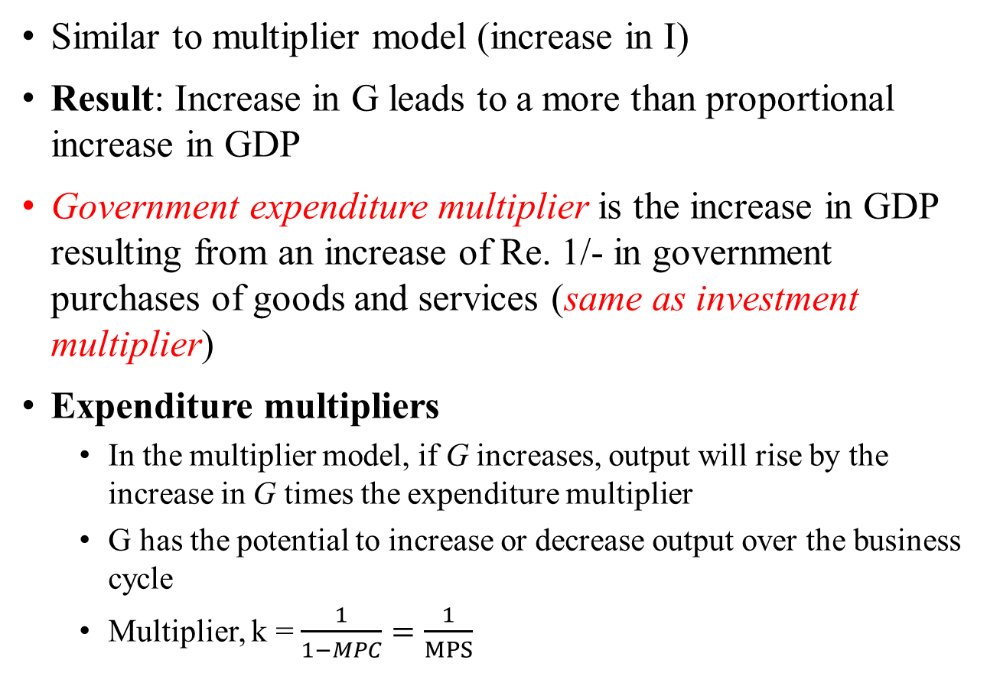 • Similar to multiplier model (increase in I)
• Result: Increase in G leads to a more than proportional
increase in GDP
• Government expenditure multiplier is the increase in GDP
resulting from an increase of Re. 1/- in government
purchases of goods and services (same as investment
multiplier)
• Expenditure multipliers
• In the multiplier model, if G increases, output will rise by the
increase in G times the expenditure multiplier
• G has the potential to increase or decrease output over the business
cycle
• Multiplier, k = 1/(1−MPC) = 1/MPS